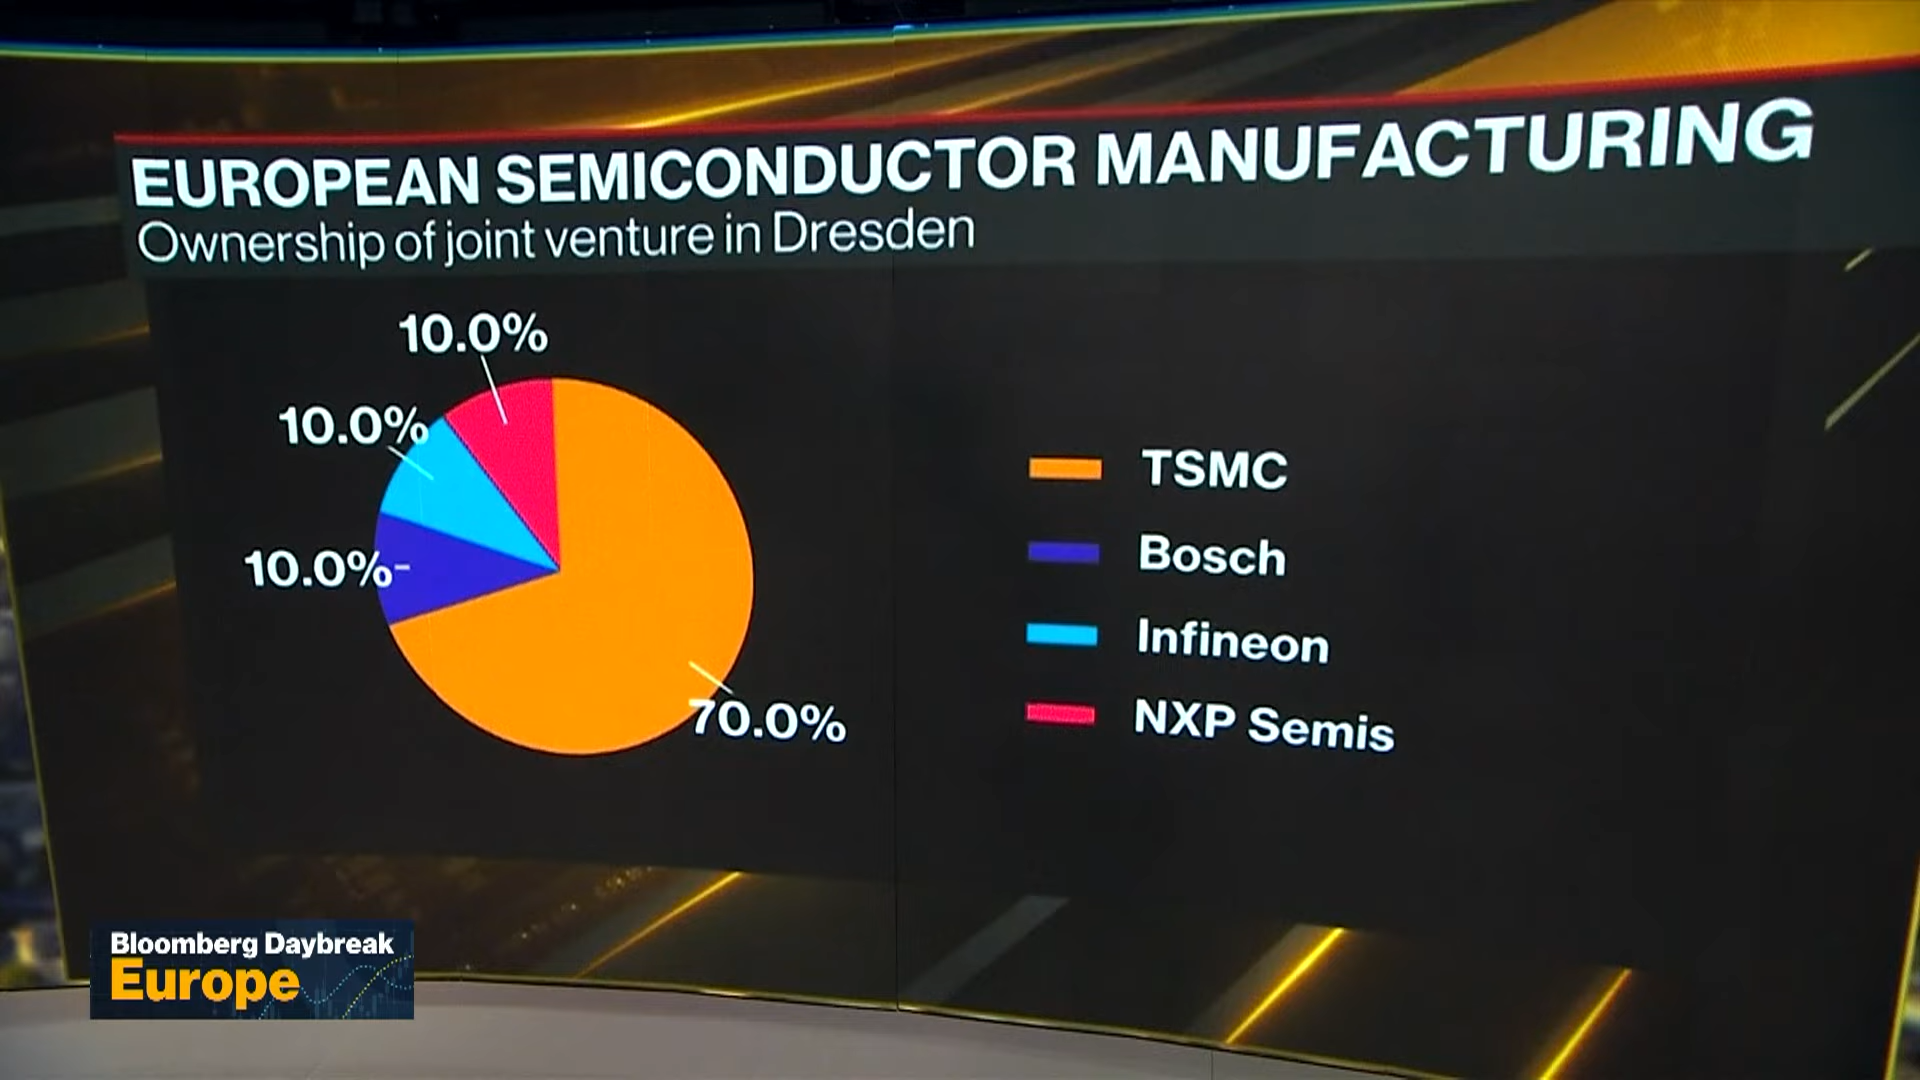 EUROPEAN SEMICONDUCTOR MANUFACTURING
Ownership of joint venture in Dresden
10.0%
10.0%
10.0%
70.0%
TSMC
Bosch
Infineon
NXP Semis
Bloomberg Daybreak
Europe